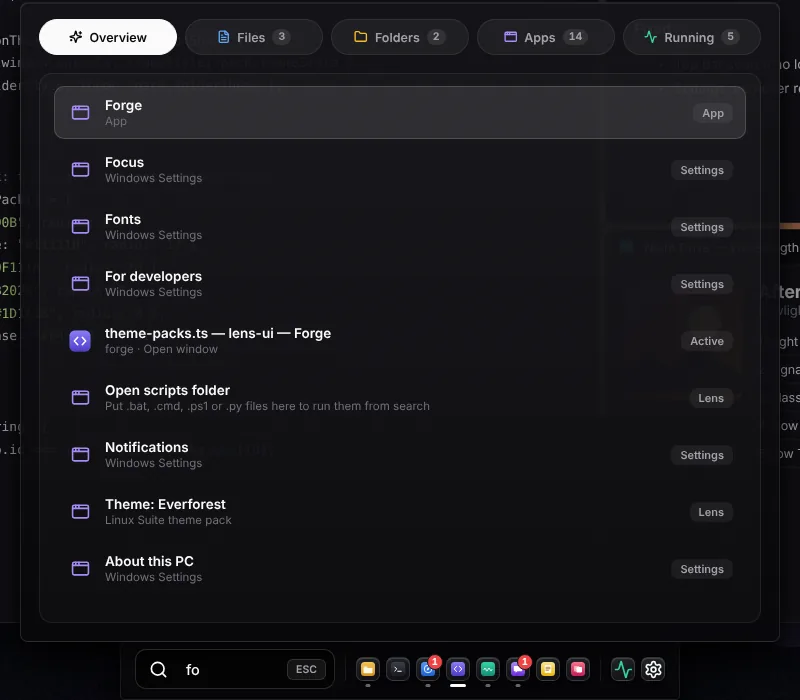 Overview
Files 3
Folders 2
Apps 14
Running 5
Forge
App
App
Focus
Windows Settings
Settings
Fonts
Windows Settings
Settings
For developers
Windows Settings
Settings
theme-packs.ts — lens-ui — Forge
forge · Open window
Active
Open scripts folder
Put .bat, .cmd, .ps1 or .py files here to run them from search
Lens
Notifications
Windows Settings
Settings
Theme: Everforest
Linux Suite theme pack
Lens
About this PC
Windows Settings
Settings
fo
ESC
1
1